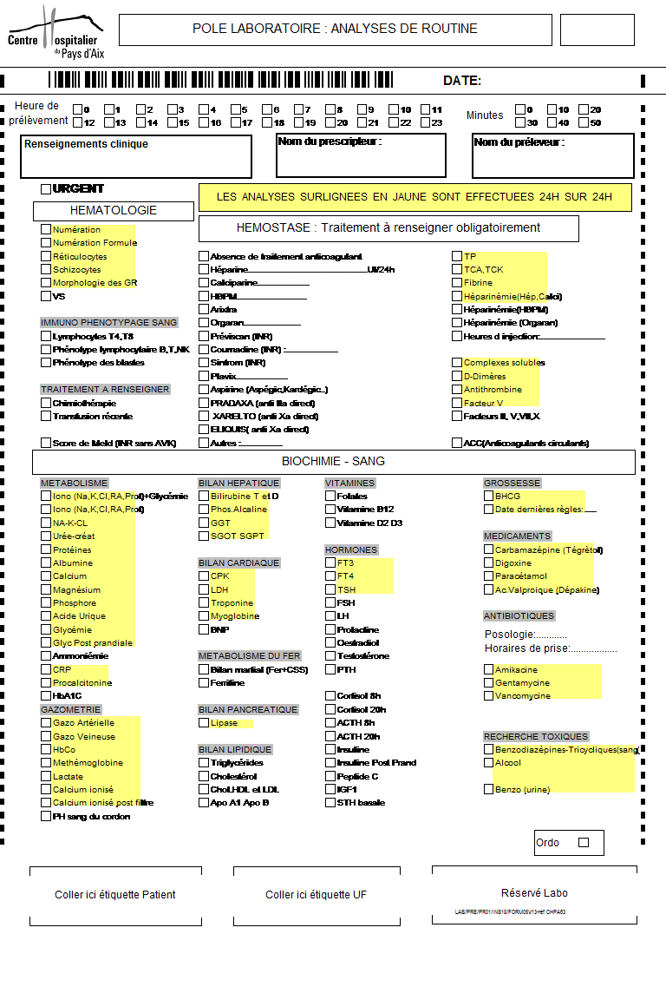 Centre Hospitalier
du Pays d'Aix
POLE LABORATOIRE : ANALYSES DE ROUTINE
DATE:
Heure de prélèvement
0 1 2 3 4 5 6 7 8 9 10 11
12 13 14 15 16 17 18 19 20 21 22 23
Minutes
0 10 20
30 40 50
Renseignements clinique
Nom du prescripteur :
Nom du préleveur :
URGENT
LES ANALYSES SURLIGNEES EN JAUNE SONT EFFECTUEES 24H SUR 24H
HEMATOLOGIE
Numération
Numération Formule
Réticulocytes
Schizocytes
Morphologie des GR
VS
IMMUNO PHENOTYPAGE SANG
Lymphocytes T4,T8
Phénotype lymphocytaire B,T,NK
Phénotype des blastes
TRAITEMENT A RENSEIGNER
Chimiothérapie
Transfusion récente
Score de Meld (INR sans AVK)
HEMOSTASE : Traitement à renseigner obligatoirement
Absence de traitement anticoagulant
Héparine UI/24h
Calciparine
HBPM
Arixtra
Orgaran
Préviscan (INR)
Coumadine (INR) :
Sintrom (INR)
Plavix
Aspirine (Aspégic,Kardégic..)
PRADAXA (anti IIa direct)
XARELTO (anti Xa direct)
ELIQUIS( anti Xa direct)
Autres :
TP
TCA,TCK
Fibrine
Héparinémie(Hép,Calci)
Héparinémie(HBPM)
Héparinémie (Orgaran)
Heures d injection:
Complexes solubles
D-Dimères
Antithrombine
Facteur V
Facteurs II, V,VII,X
ACC(Anticoagulants circulants)
BIOCHIMIE - SANG
METABOLISME
Iono (Na,K,Cl,RA,Prot)+Glycémie
Iono (Na,K,Cl,RA,Prot)
NA-K-CL
Urée-créat
Protéines
Albumine
Calcium
Magnésium
Phosphore
Acide Urique
Glycémie
Glyc Post prandiale
Ammoniémie
CRP
Procalcitonine
HbA1C
GAZOMETRIE
Gazo Artérielle
Gazo Veineuse
HbCo
Methémoglobine
Lactate
Calcium ionisé
Calcium ionisé post filtre
PH sang du cordon
BILAN HEPATIQUE
Bilirubine T et D
Phos.Alcaline
GGT
SGOT SGPT
BILAN CARDIAQUE
CPK
LDH
Troponine
Myoglobine
BNP
METABOLISME DU FER
Bilan martial (Fer+CSS)
Ferritine
BILAN PANCREATIQUE
Lipase
BILAN LIPIDIQUE
Triglycérides
Cholestérol
Chol.HDL et LDL
Apo A1 Apo B
VITAMINES
Folates
Vitamine B12
Vitamine D2 D3
HORMONES
FT3
FT4
TSH
FSH
LH
Prolactine
Oestradiol
Testostérone
PTH
Cortisol 8h
Cortisol 20h
ACTH 8h
ACTH 20h
Insuline
Insuline Post Prand
Peptide C
IGF1
STH basale
GROSSESSE
BHCG
Date dernières règles:
MEDICAMENTS
Carbamazépine (Tégrétol)
Digoxine
Paracétamol
Ac.Valproique (Dépakine)
ANTIBIOTIQUES
Posologie:............
Horaires de prise:..................
Amikacine
Gentamycine
Vancomycine
RECHERCHE TOXIQUES
Benzodiazépines-Tricycliques(sang(
Alcool
Benzo (urine)
Ordo
Coller ici étiquette Patient
Coller ici étiquette UF
Réservé Labo
LAB/PRE/PR01/INS18/FORM05V13-réf CHPA63